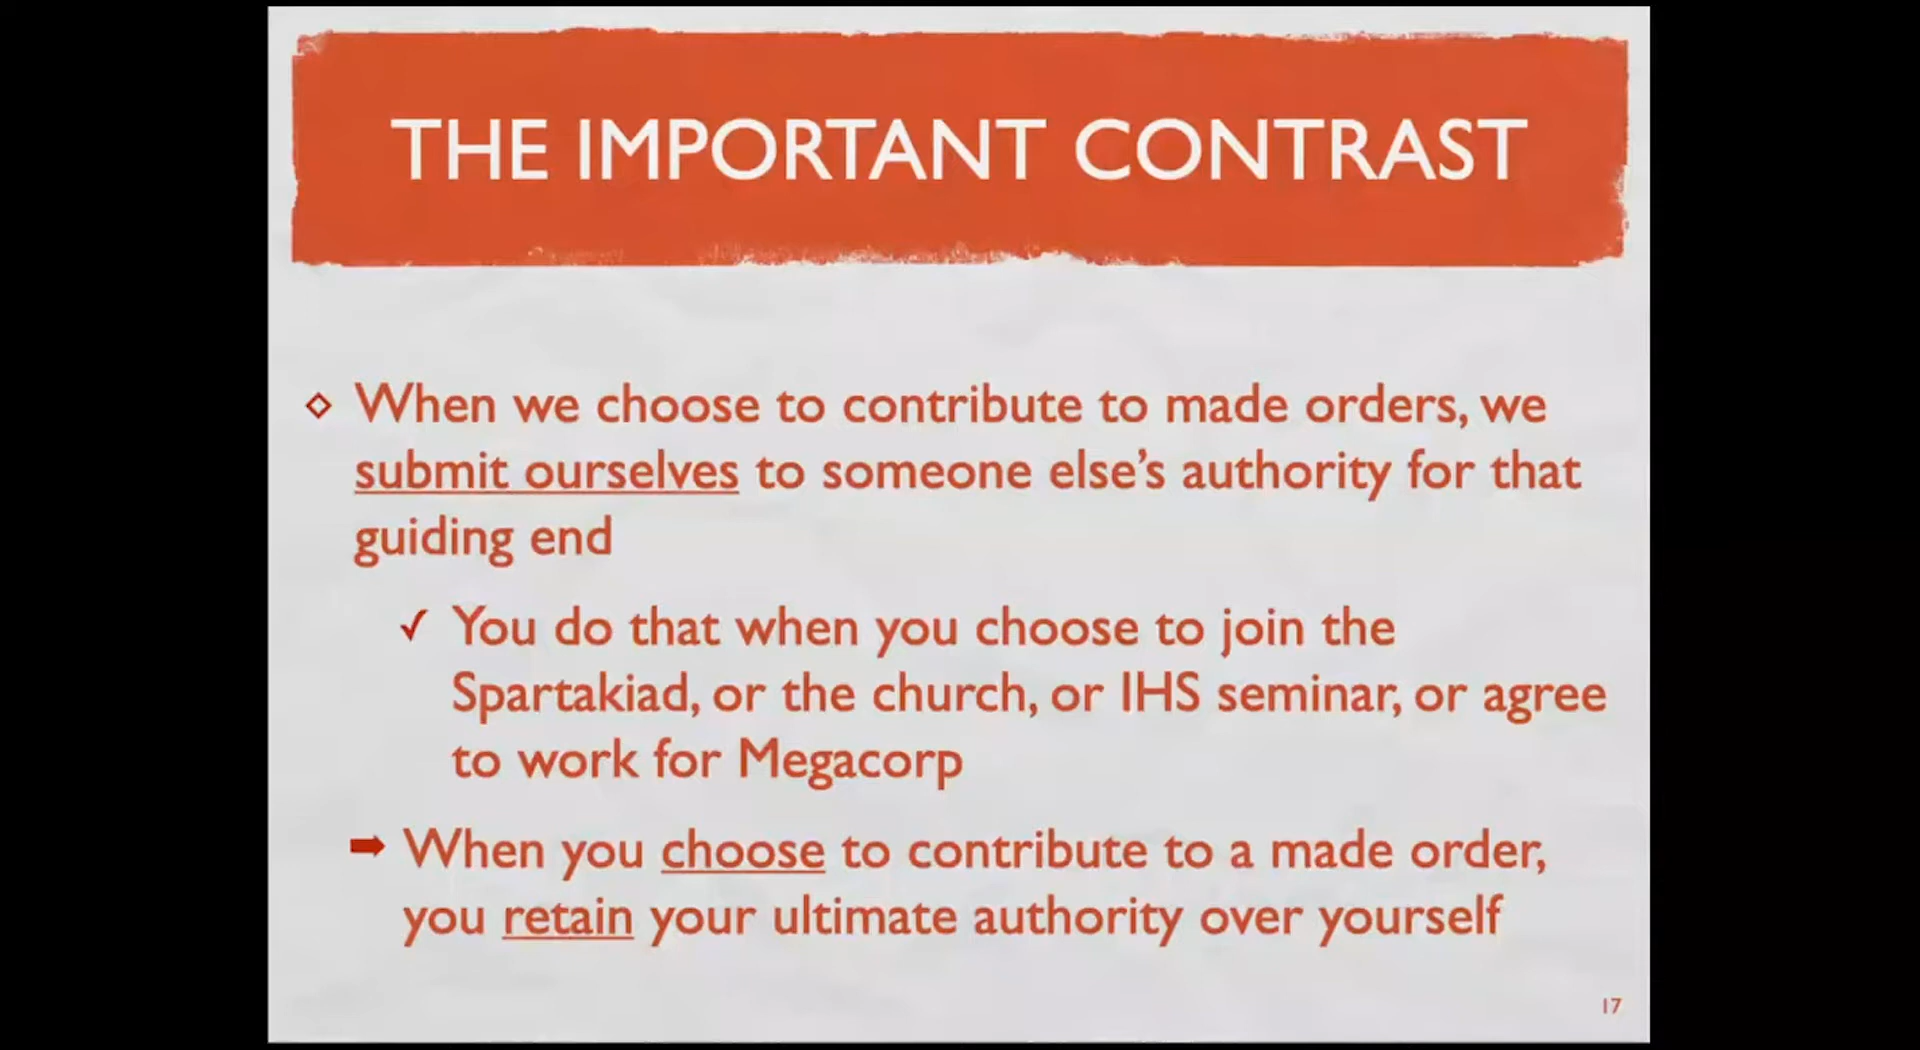 THE IMPORTANT CONTRAST
◇ When we choose to contribute to made orders, we
submit ourselves to someone else’s authority for that
guiding end
✓ You do that when you choose to join the
Spartakiad, or the church, or IHS seminar, or agree
to work for Megacorp
➡ When you choose to contribute to a made order,
you retain your ultimate authority over yourself
17